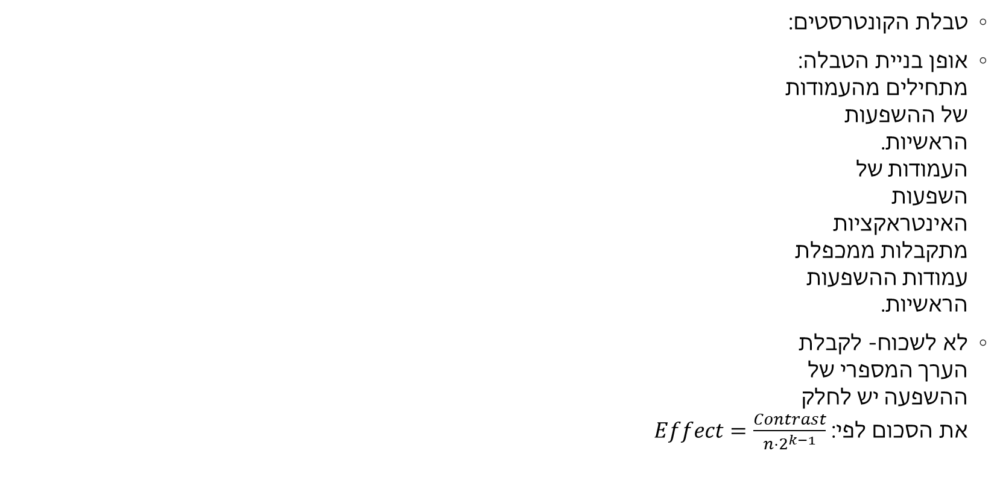 ◦ טבלת הקונטרסטים:
◦ אופן בניית הטבלה:
מתחילים מהעמודות
של ההשפעות
הראשיות.
העמודות של
השפעות
האינטראקציות
מתקבלות ממכפלת
עמודות ההשפעות
הראשיות.
◦ לא לשכוח- לקבלת
הערך המספרי של
ההשפעה יש לחלק
את הסכום לפי: $Effect = \frac{Contrast}{n \cdot 2^{k-1}}$